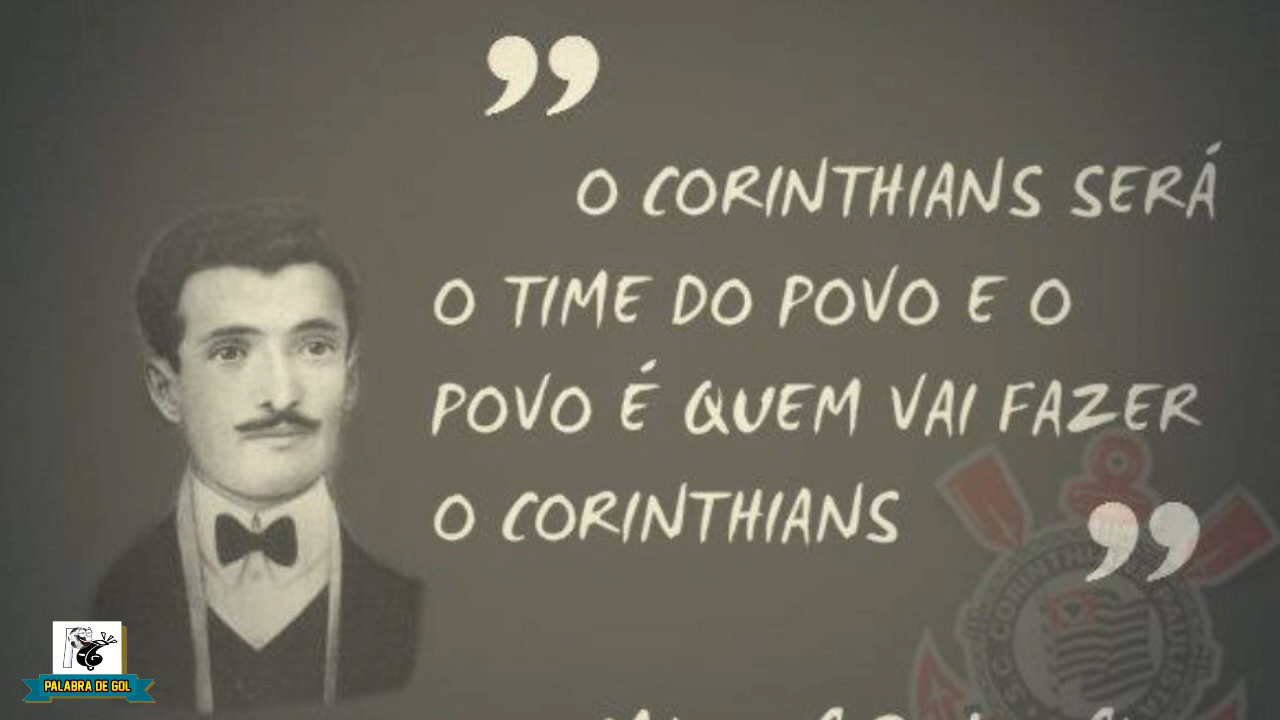 ”
O CORINTHIANS SERÁ
O TIME DO POVO E O
POVO É QUEM VAI FAZER
O CORINTHIANS
”
PALABRA DE GOL